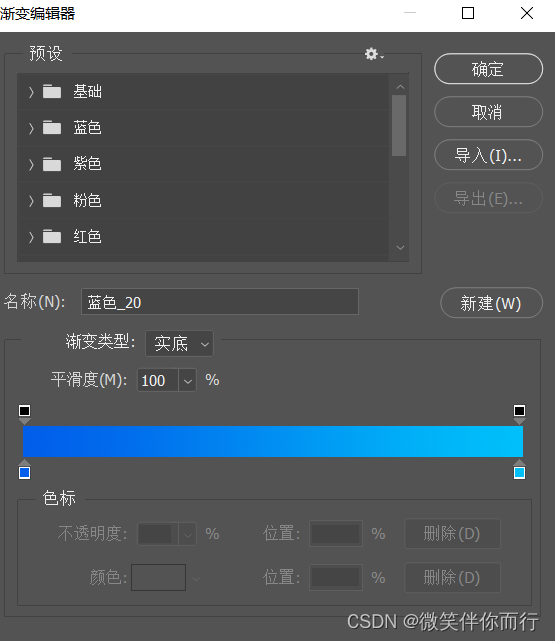 渐变编辑器
预设
基础
蓝色
紫色
粉色
红色
确定
取消
导入(I)...
导出(E)...
名称(N): 蓝色_20 新建(W)
渐变类型: 实底
平滑度(M): 100 %
色标
不透明度: % 位置: % 删除(D)
颜色: 位置: % 删除(D)
CSDN @微笑伴你而行